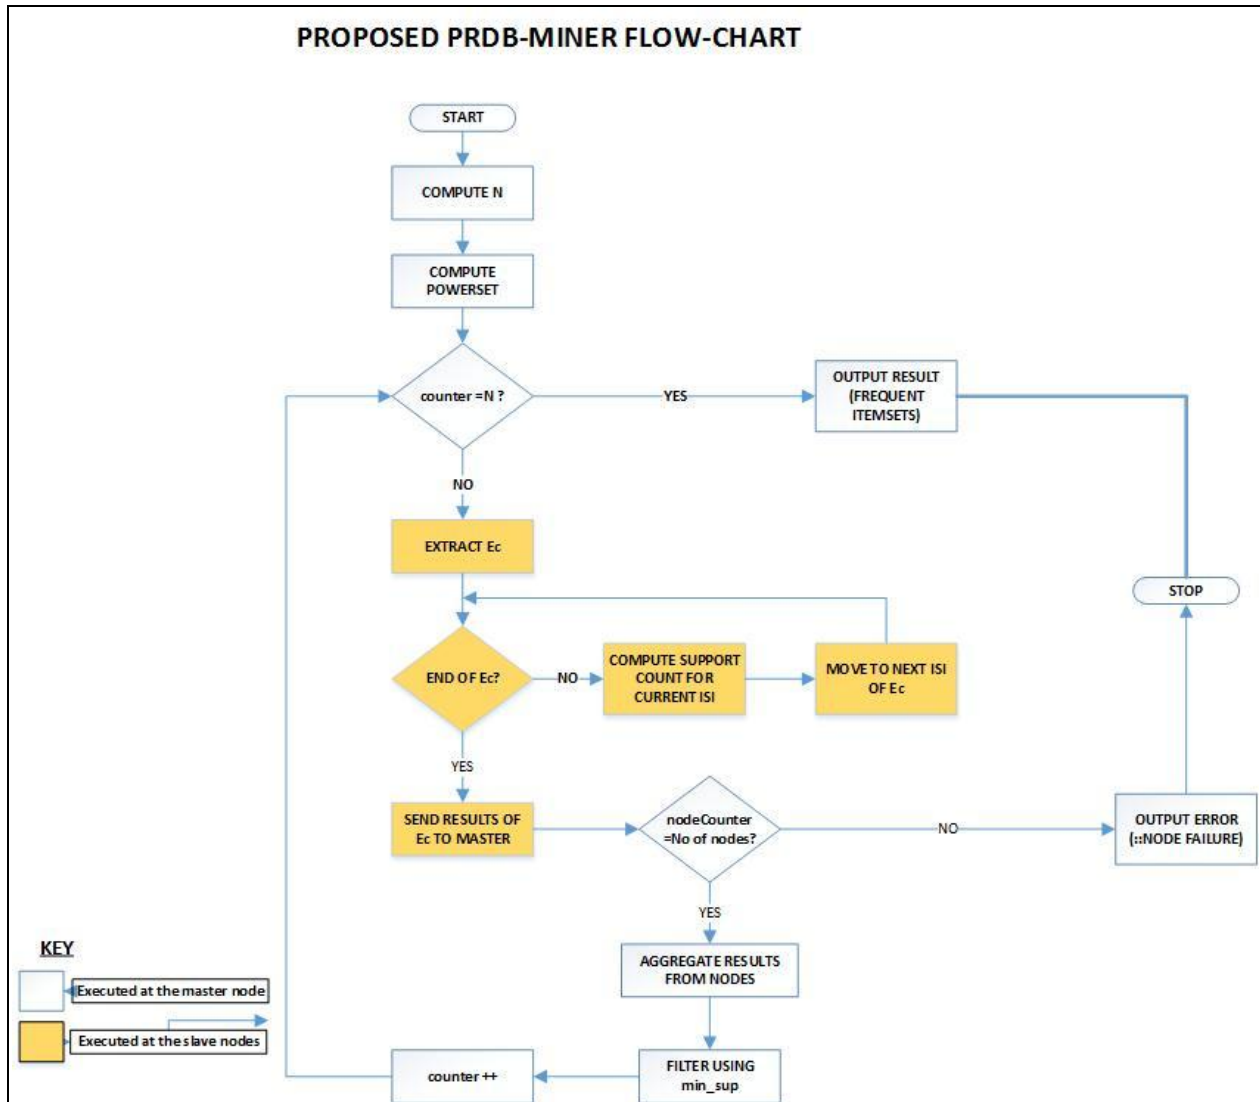 PROPOSED PRDB-MINER FLOW-CHART
START
COMPUTE N
COMPUTE
POWERSET
counter =N ?
YES
OUTPUT RESULT
(FREQUENT
ITEMSETS)
NO
EXTRACT Ec
STOP
END OF Ec?
NO
COMPUTE SUPPORT
COUNT FOR
CURRENT ISI
MOVE TO NEXT ISI
OF Ec
YES
SEND RESULTS OF
Ec TO MASTER
nodeCounter
=No of nodes?
NO
OUTPUT ERROR
(::NODE FAILURE)
YES
AGGREGATE RESULTS
FROM NODES
FILTER USING
min_sup
counter ++
KEY
Executed at the master node
Executed at the slave nodes